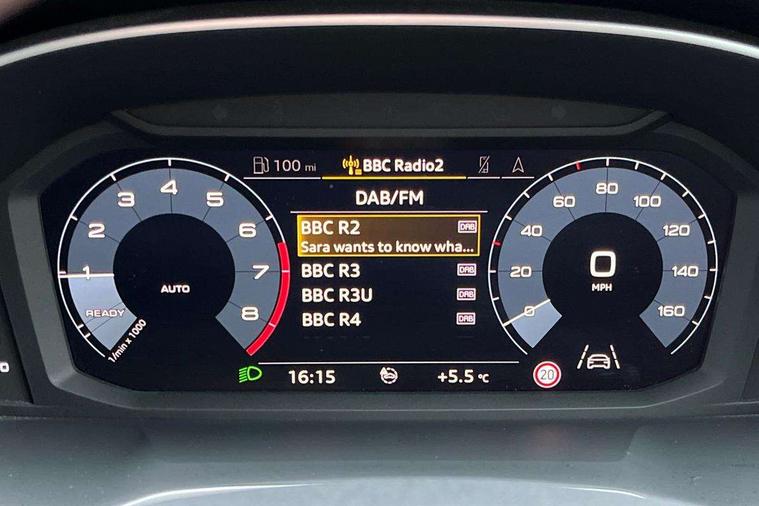 100 mi
BBC Radio2
DAB/FM
BBC R2 DAB
Sara wants to know wha...
BBC R3 DAB
BBC R3U DAB
BBC R4 DAB
1 2 3 4 5 6 7 8
READY
AUTO
1/min x 1000
0 20 40 60 80 100 120 140 160
0
MPH
16:15
+5.5 °C
20